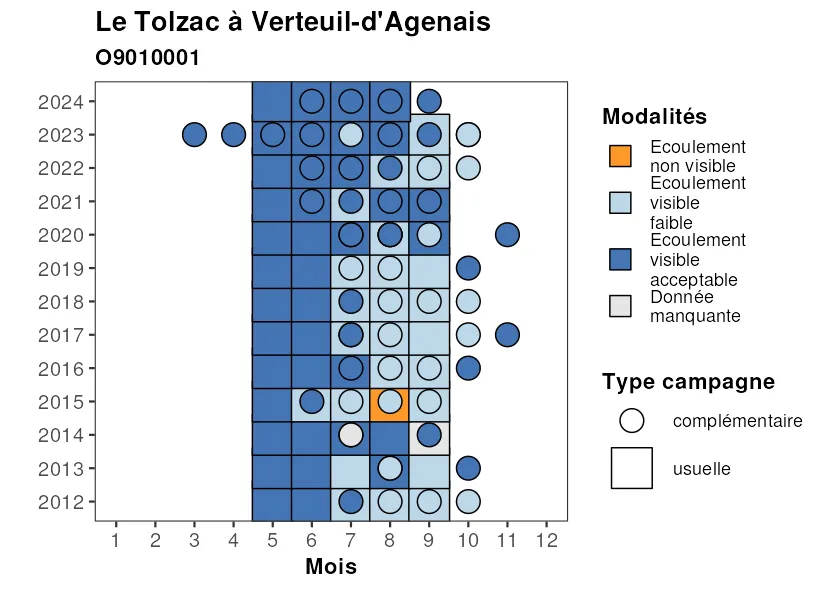 Le Tolzac à Verteuil-d'Agenais
O9010001
2024
2023
2022
2021
2020
2019
2018
2017
2016
2015
2014
2013
2012
1 2 3 4 5 6 7 8 9 10 11 12
Mois
Modalités
Ecoulement
non visible
Ecoulement
visible
faible
Ecoulement
visible
acceptable
Donnée
manquante
Type campagne
complémentaire
usuelle